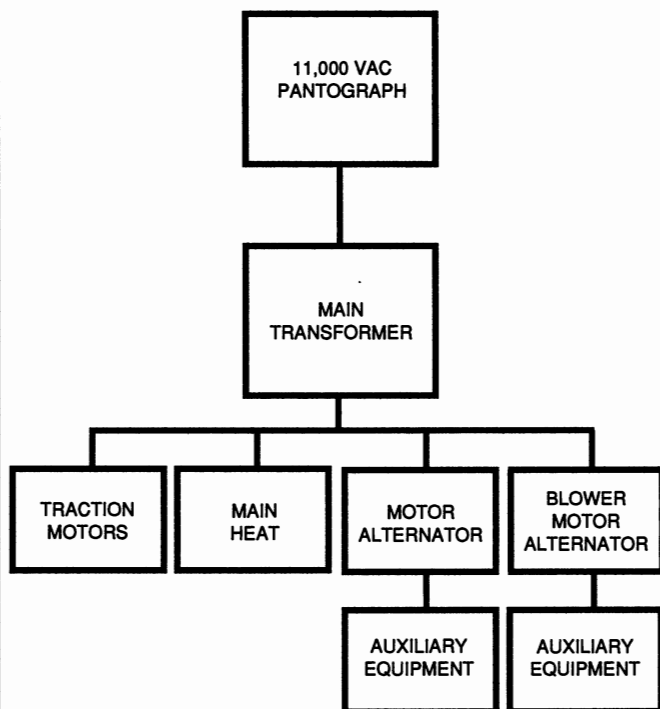 11,000 VAC
PANTOGRAPH
MAIN
TRANSFORMER
TRACTION
MOTORS
MAIN
HEAT
MOTOR
ALTERNATOR
BLOWER
MOTOR
ALTERNATOR
AUXILIARY
EQUIPMENT
AUXILIARY
EQUIPMENT